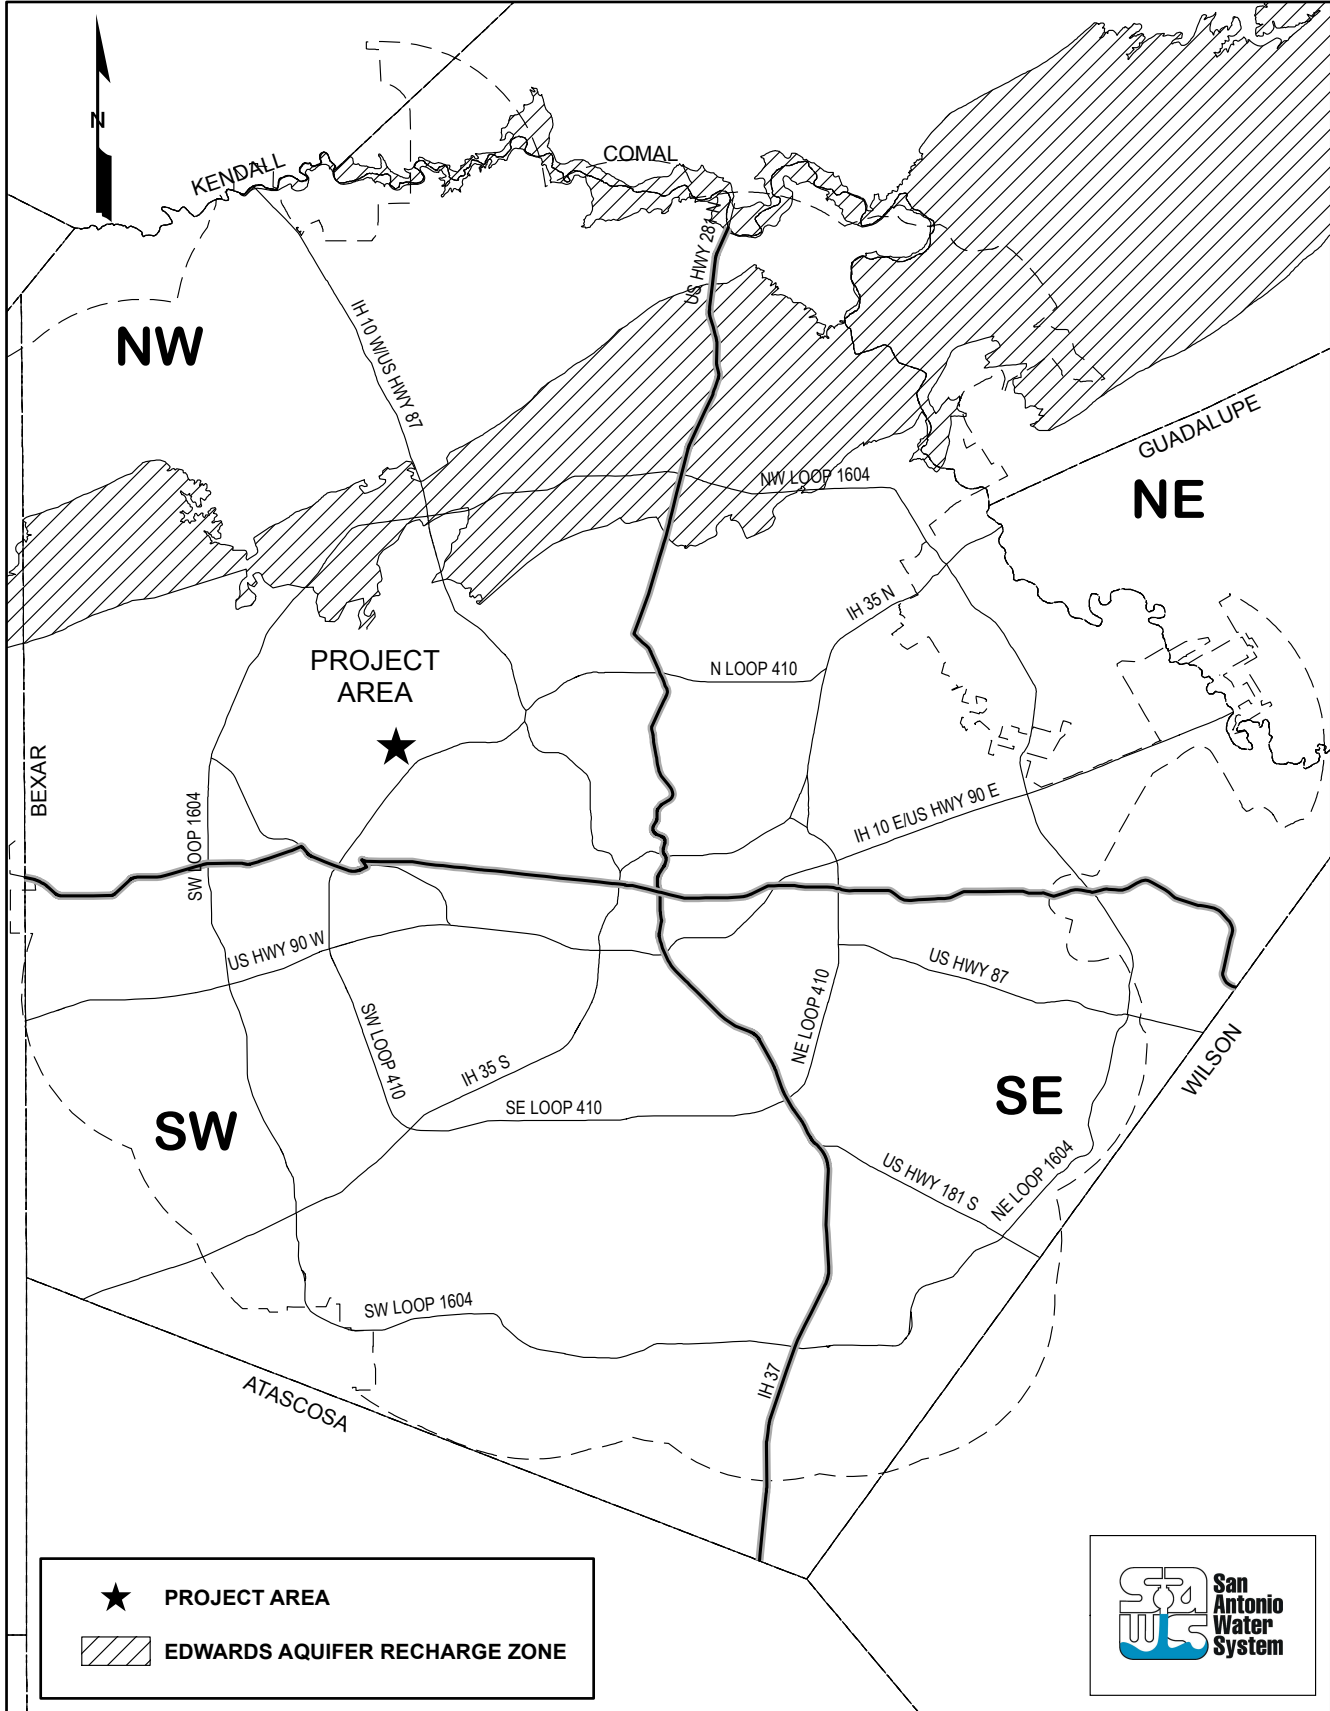 N
KENDALL
COMAL
US HWY 281 N
IH 10 W/US HWY 87
NW
GUADALUPE
NW LOOP 1604
NE
IH 35 N
PROJECT
AREA
N LOOP 410
BEXAR
SW LOOP 1604
IH 10 E/US HWY 90 E
US HWY 90 W
US HWY 87
SW LOOP 410
NE LOOP 410
IH 35 S
WILSON
SE LOOP 410
SE
SW
US HWY 181 S
NE LOOP 1604
SW LOOP 1604
IH 37
ATASCOSA
PROJECT AREA
EDWARDS AQUIFER RECHARGE ZONE
SAWS
San
Antonio
Water
System